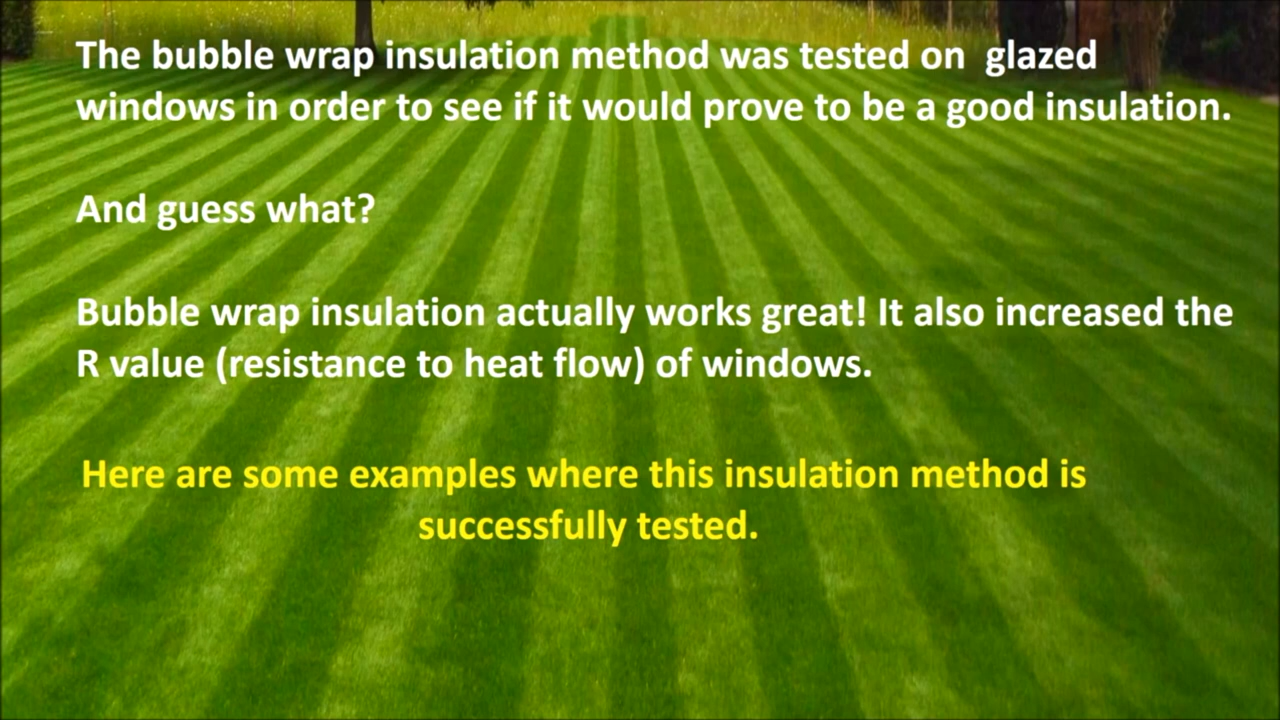 The bubble wrap insulation method was tested on  glazed
windows in order to see if it would prove to be a good insulation.
And guess what?
Bubble wrap insulation actually works great! It also increased the
R value (resistance to heat flow) of windows.
Here are some examples where this insulation method is
successfully tested.